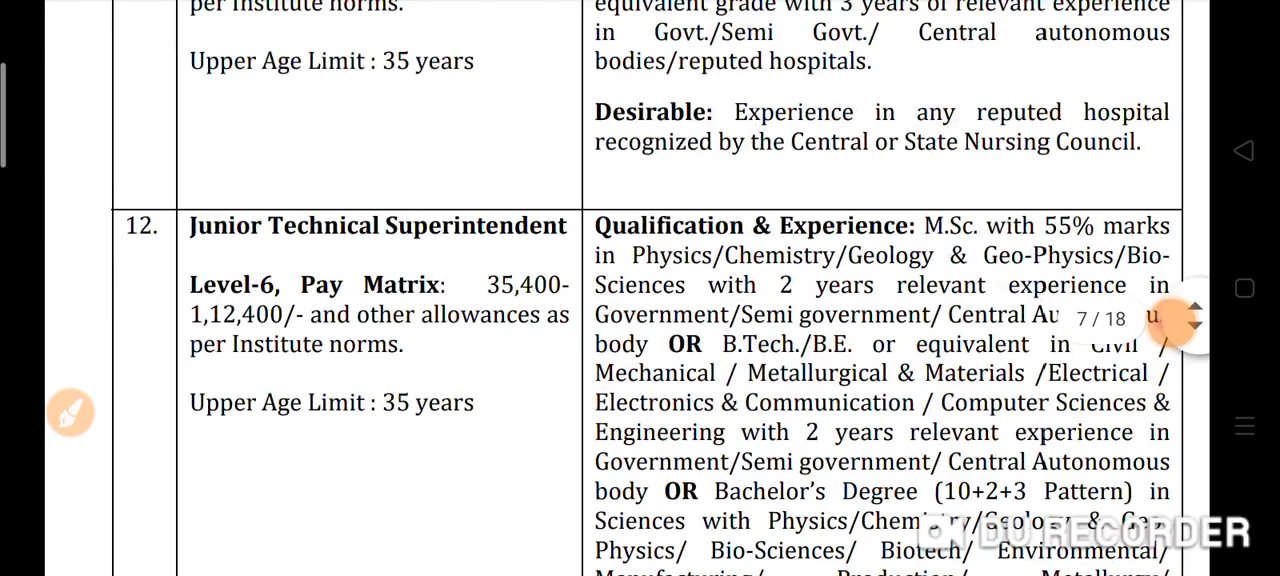 per Institute norms.
Upper Age Limit : 35 years
equivalent grade with 3 years of relevant experience
in Govt./Semi Govt./ Central autonomous
bodies/reputed hospitals.
Desirable: Experience in any reputed hospital
recognized by the Central or State Nursing Council.
12.
Junior Technical Superintendent
Level-6, Pay Matrix: 35,400-
1,12,400/- and other allowances as
per Institute norms.
Upper Age Limit : 35 years
Qualification & Experience: M.Sc. with 55% marks
in Physics/Chemistry/Geology & Geo-Physics/Bio-
Sciences with 2 years relevant experience in
Government/Semi government/ Central
body OR B.Tech./B.E. or equivalent in Civil /
Mechanical / Metallurgical & Materials /Electrical /
Electronics & Communication / Computer Sciences &
Engineering with 2 years relevant experience in
Government/Semi government/ Central Autonomous
body OR Bachelor's Degree (10+2+3 Pattern) in
Sciences with Physics/Chemistry/Geology & Geo-
Physics/ Bio-Sciences/ Biotech/ Environmental/
Manufacturing/ Production/ Metallurgy/
7 / 18
DU RECORDER